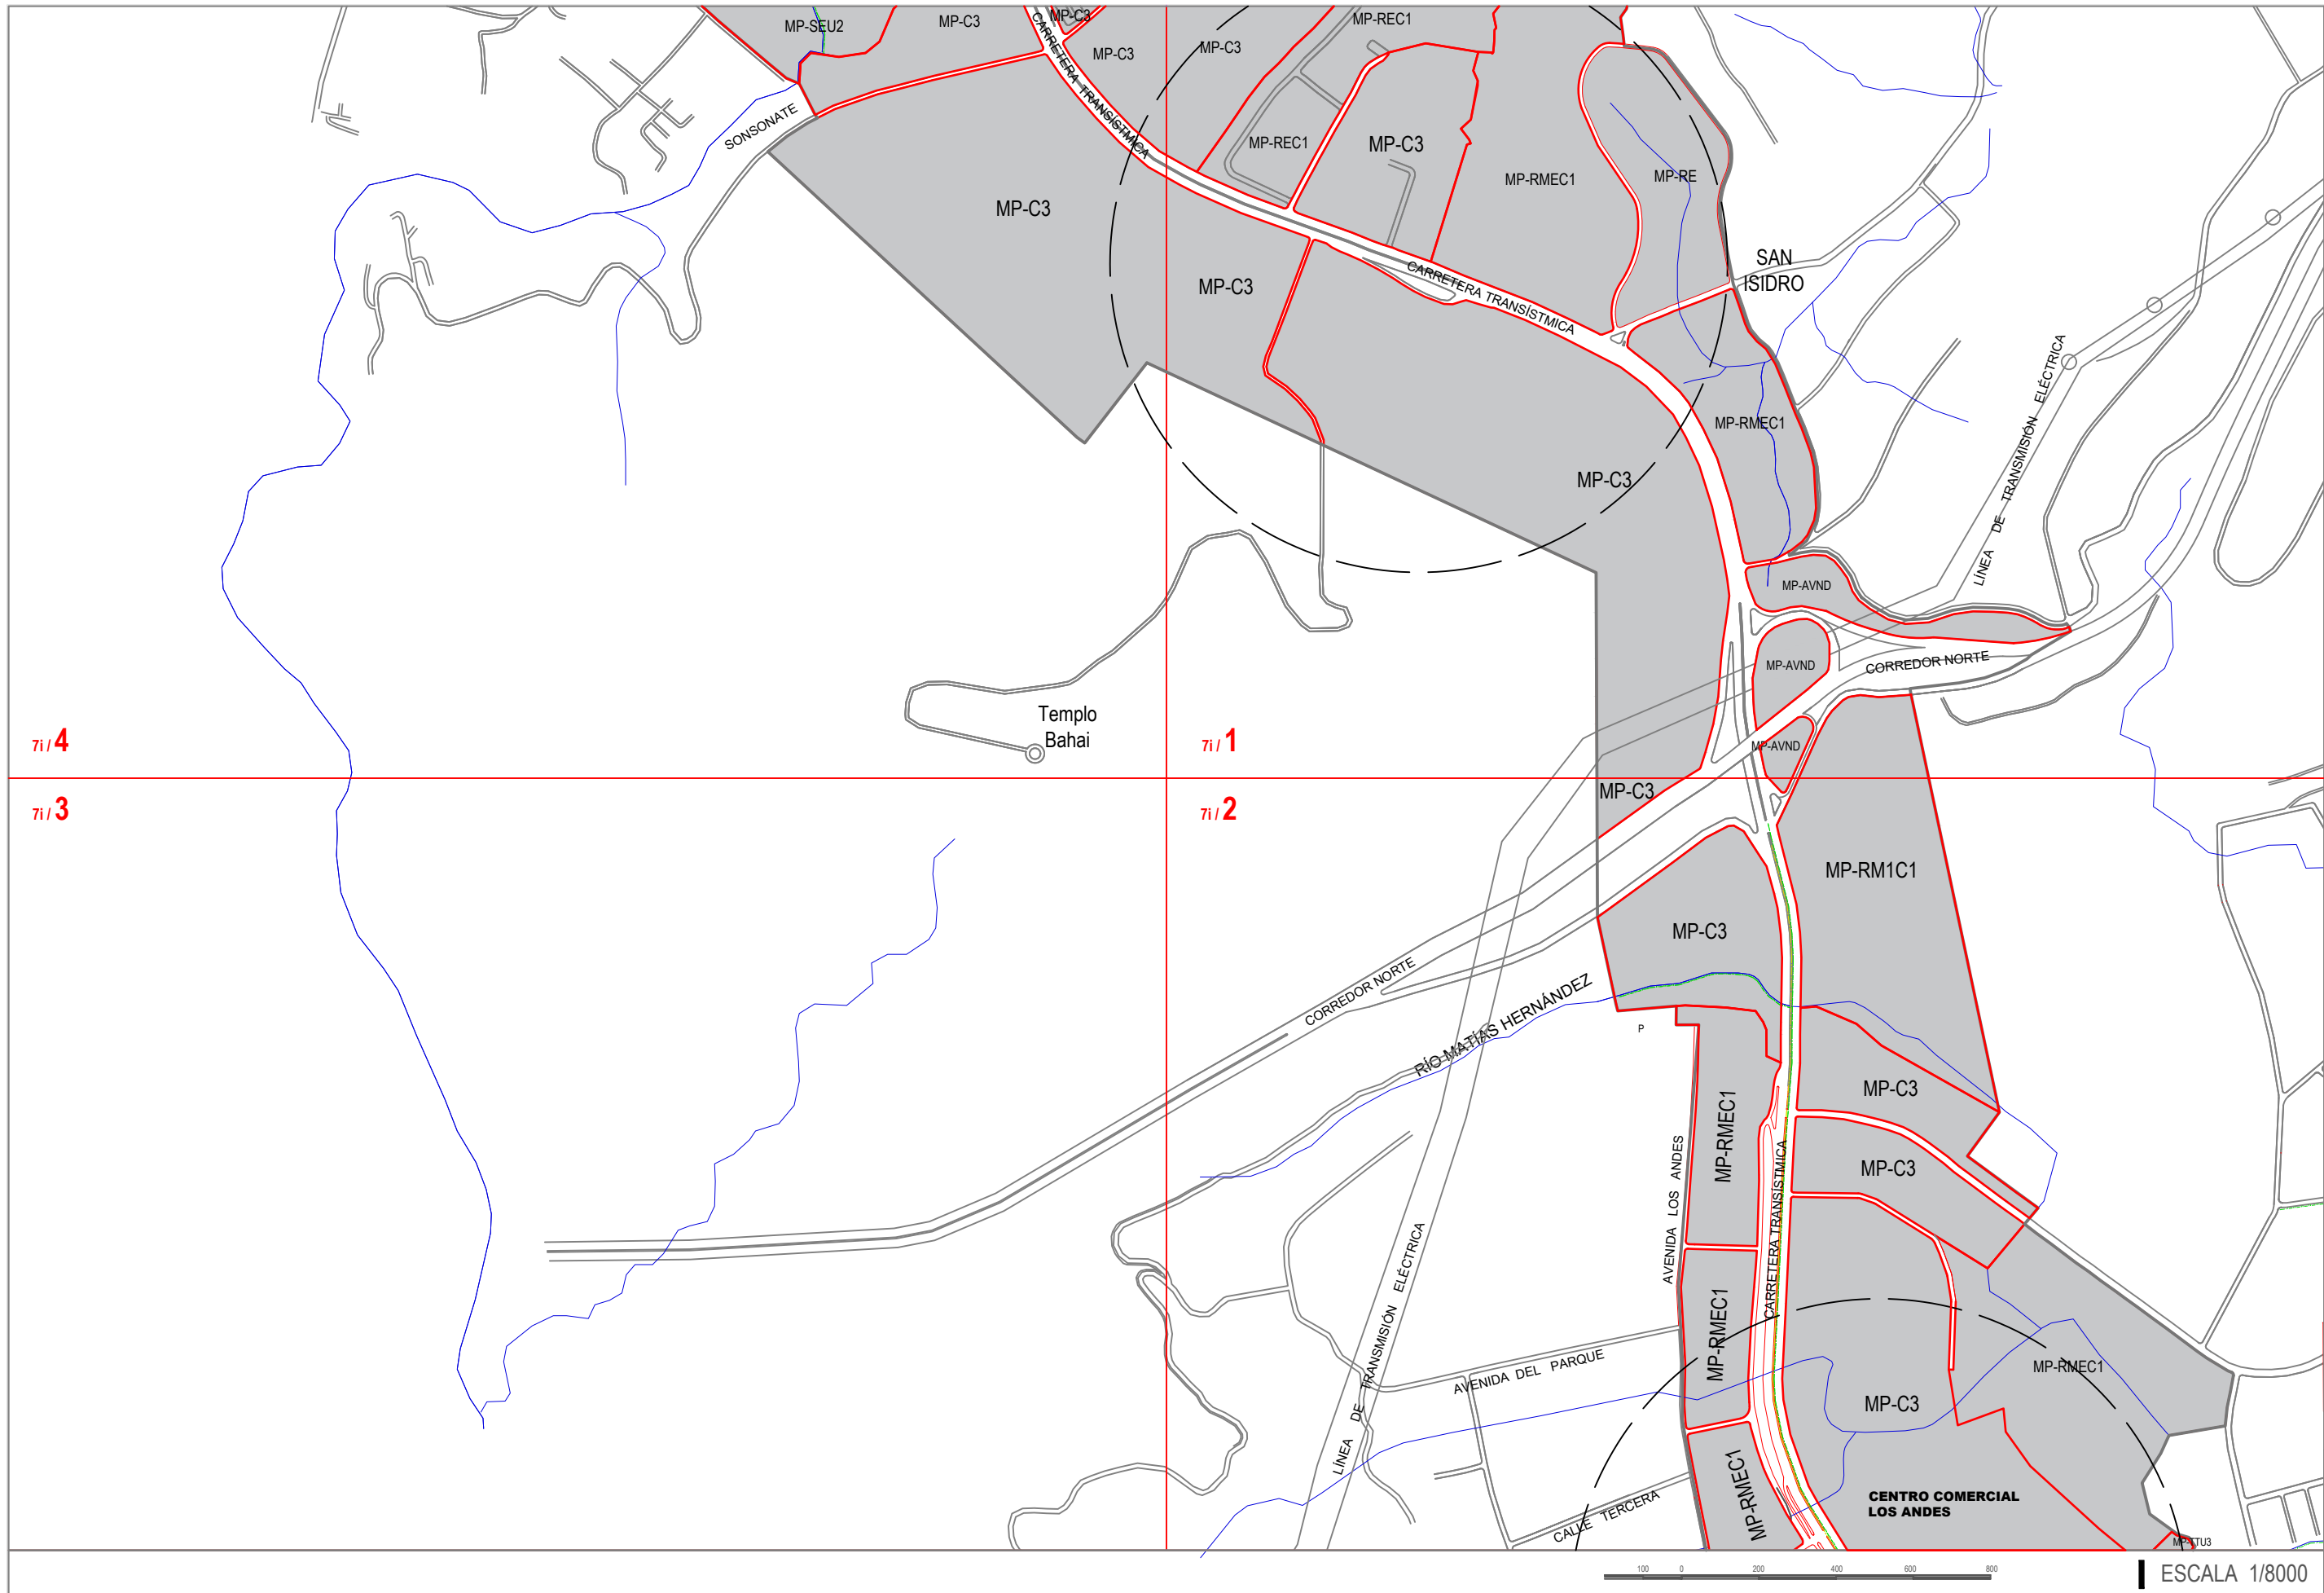 MP-SEU2
MP-C3
MP-C3
MP-C3
MP-C3
MP-REC1
CARRETERA TRANSÍSTMICA
SONSONATE
MP-REC1
MP-C3
MP-RMEC1
MP-RE
MP-C3
MP-C3
CARRETERA TRANSÍSTMICA
SAN
ISIDRO
LÍNEA DE TRANSMISIÓN ELÉCTRICA
MP-RMEC1
MP-C3
MP-AVND
MP-AVND
CORREDOR NORTE
MP-AVND
Templo
Bahai
7i / 4
7i / 1
7i / 3
7i / 2
MP-C3
MP-RM1C1
MP-C3
CORREDOR NORTE
RÍO MATÍAS HERNÁNDEZ
P
MP-C3
MP-RMEC1
MP-C3
AVENIDA LOS ANDES
CARRETERA TRANSÍSTMICA
LÍNEA DE TRANSMISIÓN ELÉCTRICA
MP-RMEC1
AVENIDA DEL PARQUE
MP-RMEC1
MP-C3
MP-RMEC1
CALLE TERCERA
CENTRO COMERCIAL
LOS ANDES
MP-TTU3
100 0 200 400 600 800
ESCALA 1/8000